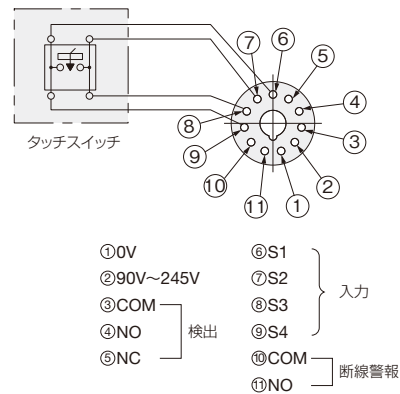 ⑦
⑥
⑤
④
⑧
③
⑨
⑩
②
⑪
①
タッチスイッチ
①0V
②90V～245V
③COM
④NO
⑤NC
検出
⑥S1
⑦S2
⑧S3
⑨S4
入力
⑩COM
⑪NO
断線警報